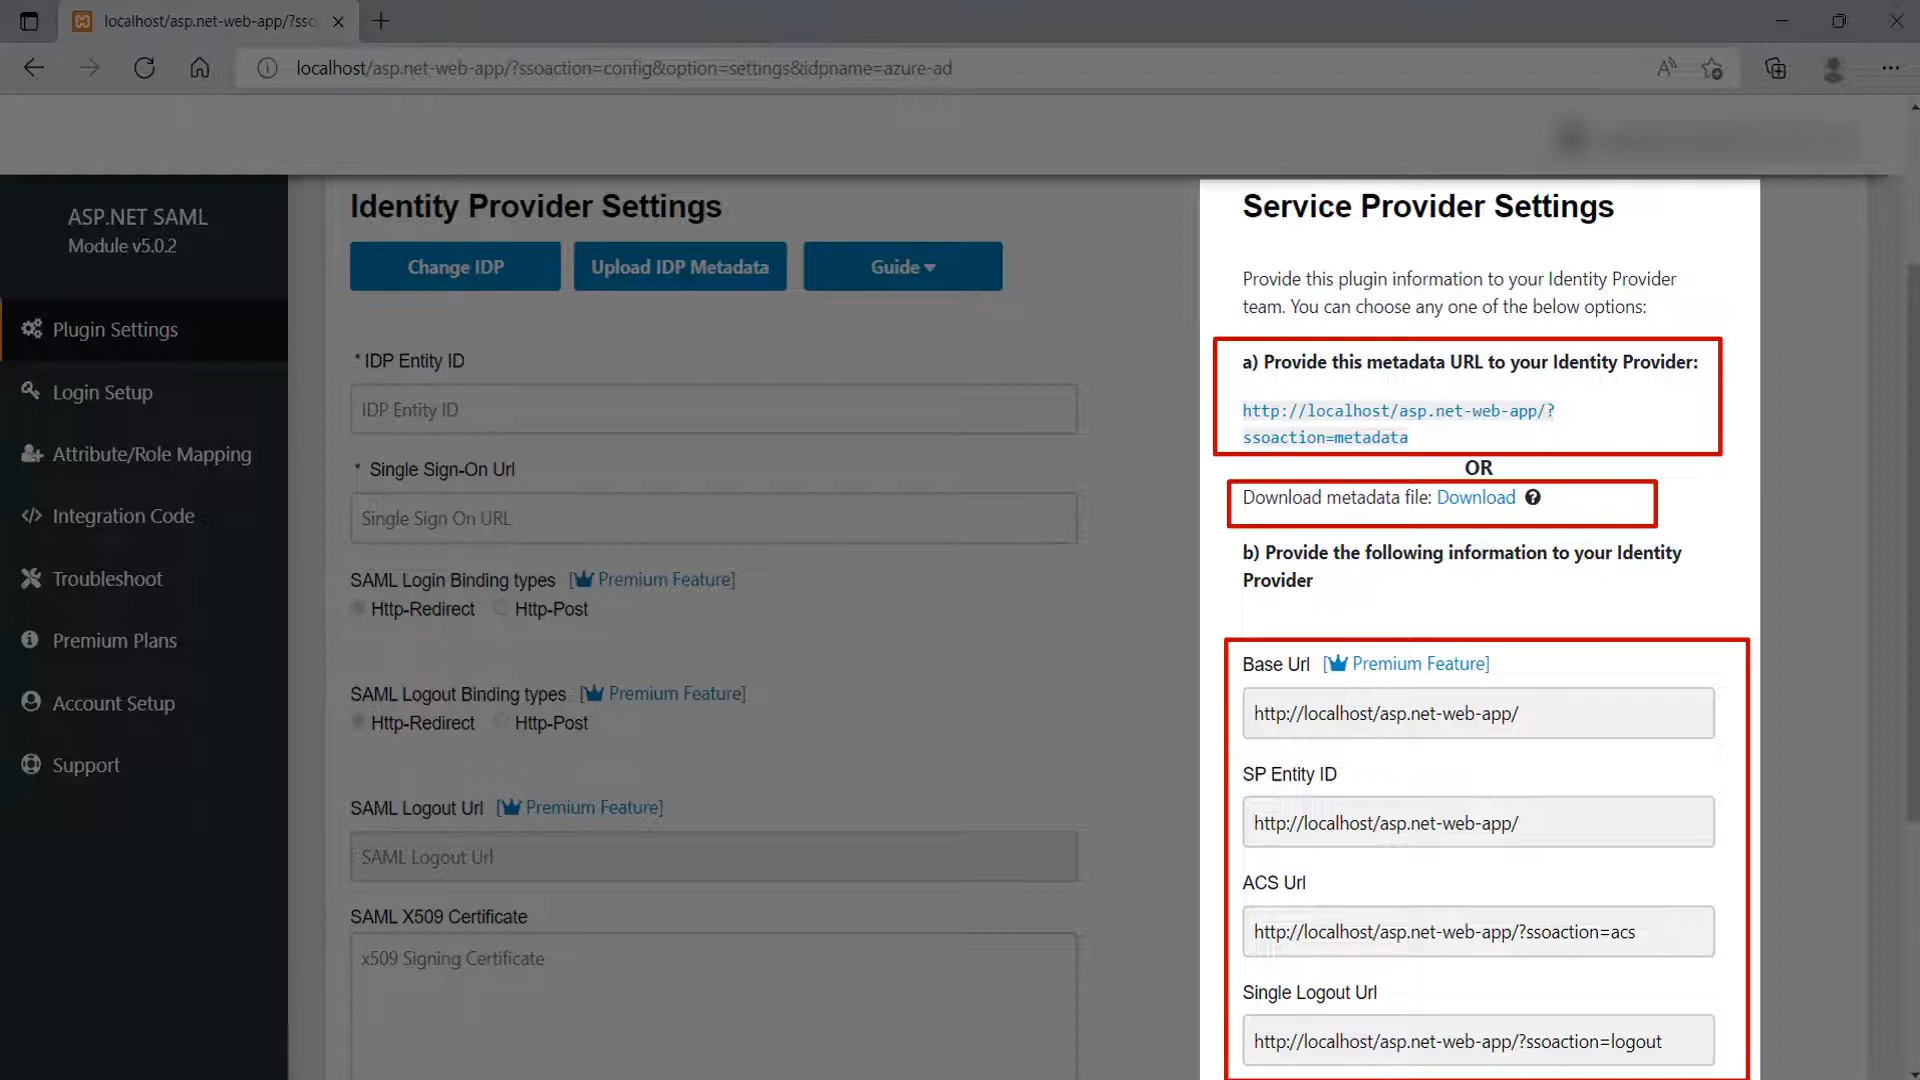 localhost/asp.net-web-app/?sso
localhost/asp.net-web-app/?ssoaction=config&option=settings&idpname=azure-ad
ASP.NET SAML
Module v5.0.2
Plugin Settings
Login Setup
Attribute/Role Mapping
Integration Code
Troubleshoot
Premium Plans
Account Setup
Support
Identity Provider Settings
Change IDP
Upload IDP Metadata
Guide
* IDP Entity ID
IDP Entity ID
* Single Sign-On Url
Single Sign On URL
SAML Login Binding types [Premium Feature]
Http-Redirect Http-Post
SAML Logout Binding types [Premium Feature]
Http-Redirect Http-Post
SAML Logout Url [Premium Feature]
SAML Logout Url
SAML X509 Certificate
x509 Signing Certificate
Service Provider Settings
Provide this plugin information to your Identity Provider
team. You can choose any one of the below options:
a) Provide this metadata URL to your Identity Provider:
http://localhost/asp.net-web-app/?
ssoaction=metadata
OR
Download metadata file: Download
b) Provide the following information to your Identity
Provider
Base Url [Premium Feature]
http://localhost/asp.net-web-app/
SP Entity ID
http://localhost/asp.net-web-app/
ACS Url
http://localhost/asp.net-web-app/?ssoaction=acs
Single Logout Url
http://localhost/asp.net-web-app/?ssoaction=logout